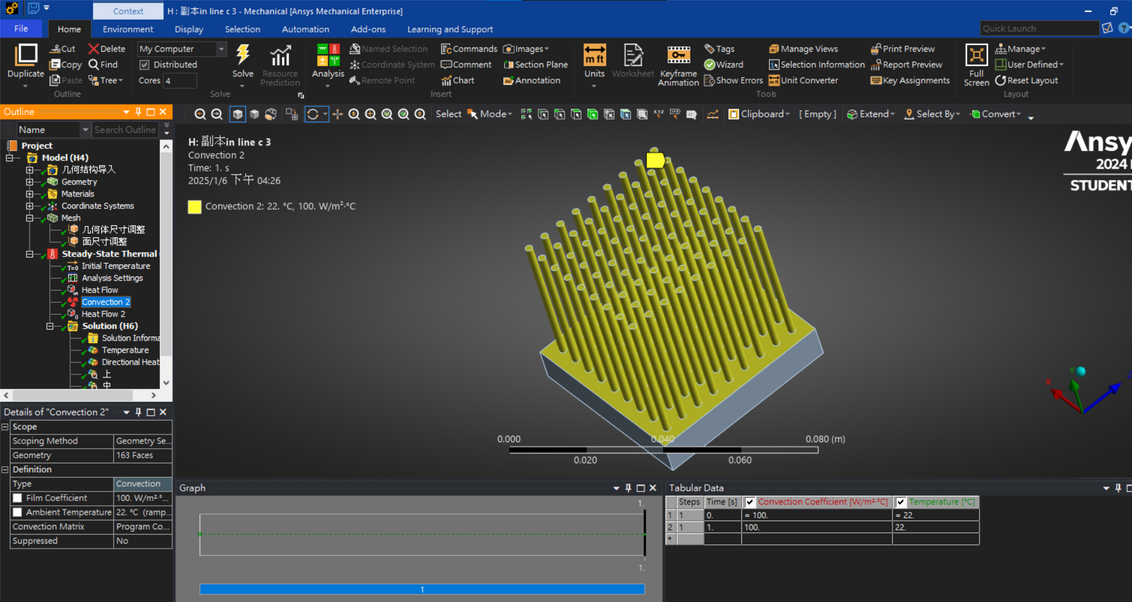 Context
H : 副本in line c 3 - Mechanical [Ansys Mechanical Enterprise]
File
Home
Environment
Display
Selection
Automation
Add-ons
Learning and Support
Quick Launch
Duplicate
Cut
Copy
Paste
Delete
Find
Tree
Outline
My Computer
Distributed
Cores 4
Solve
Resource Prediction
Solve
Analysis
Named Selection
Coordinate System
Remote Point
Commands
Comment
Chart
Images
Section Plane
Annotation
Insert
Units
Worksheet
Keyframe Animation
Tags
Wizard
Show Errors
Manage Views
Selection Information
Unit Converter
Print Preview
Report Preview
Key Assignments
Tools
Full Screen
Manage
User Defined
Reset Layout
Layout
Outline
Name
Search Outline
Select
Mode
Clipboard
[ Empty ]
Extend
Select By
Convert
Project
Model (H4)
几何结构导入
Geometry
Materials
Coordinate Systems
Mesh
几何体尺寸调整
面尺寸调整
Steady-State Thermal
Initial Temperature
Analysis Settings
Heat Flow
Convection 2
Heat Flow 2
Solution (H6)
Solution Informa
Temperature
Directional Heat
上
中
H: 副本in line c 3
Convection 2
Time: 1. s
2025/1/6 下午 04:26
Convection 2: 22. °C, 100. W/m²·°C
Ansy
2024
STUDENT
0.000
0.040
0.080 (m)
0.020
0.060
X
Y
Details of "Convection 2"
Scope
Scoping Method Geometry Se...
Geometry 163 Faces
Definition
Type Convection
Film Coefficient 100. W/m²·°...
Ambient Temperature 22. °C (ramp...
Convection Matrix Program Co...
Suppressed No
Graph
1.
1.
1
Tabular Data
Steps Time [s] Convection Coefficient [W/m²·°C] Temperature [°C]
1 1 0. = 100. = 22.
2 1 1. 100. 22.
*